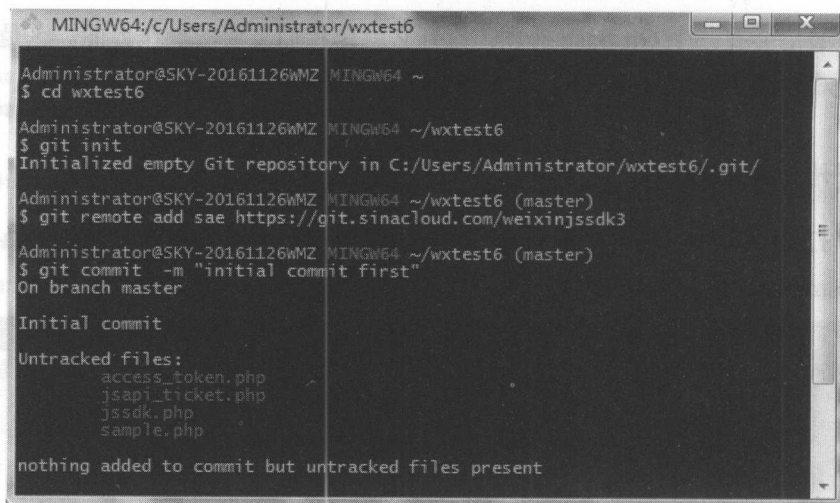 MINGW64:/c/Users/Administrator/wxtest6
Administrator@SKY-20161126WMZ MINGW64 ~
$ cd wxtest6
Administrator@SKY-20161126WMZ MINGW64 ~/wxtest6
$ git init
Initialized empty Git repository in C:/Users/Administrator/wxtest6/.git/
Administrator@SKY-20161126WMZ MINGW64 ~/wxtest6 (master)
$ git remote add sae https://git.sinacloud.com/weixinjssdk3
Administrator@SKY-20161126WMZ MINGW64 ~/wxtest6 (master)
$ git commit  -m "initial commit first"
On branch master
Initial commit
Untracked files:
access_token.php
jsapi_ticket.php
jssdk.php
sample.php
nothing added to commit but untracked files present